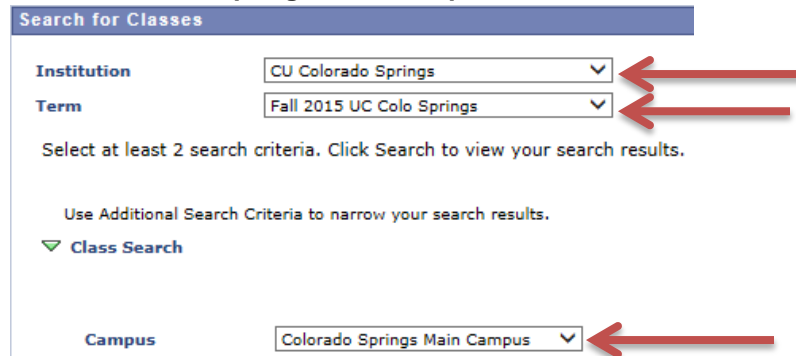 Search for Classes
Institution CU Colorado Springs
Term Fall 2015 UC Colo Springs
Select at least 2 search criteria. Click Search to view your search results.
Use Additional Search Criteria to narrow your search results.
Class Search
Campus Colorado Springs Main Campus